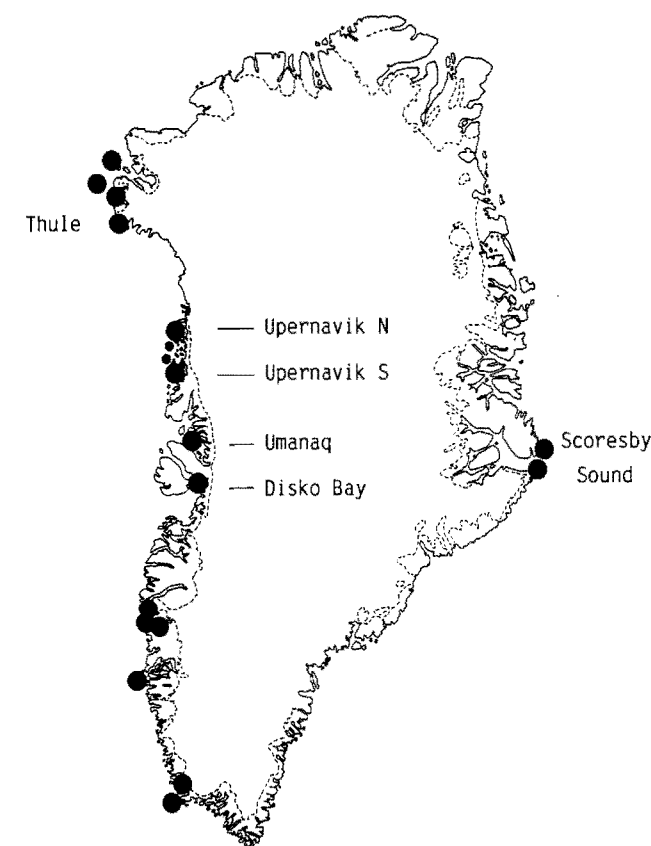 Thule
Upernavik N
Upernavik S
Umanaq
Disko Bay
Scoresby
Sound